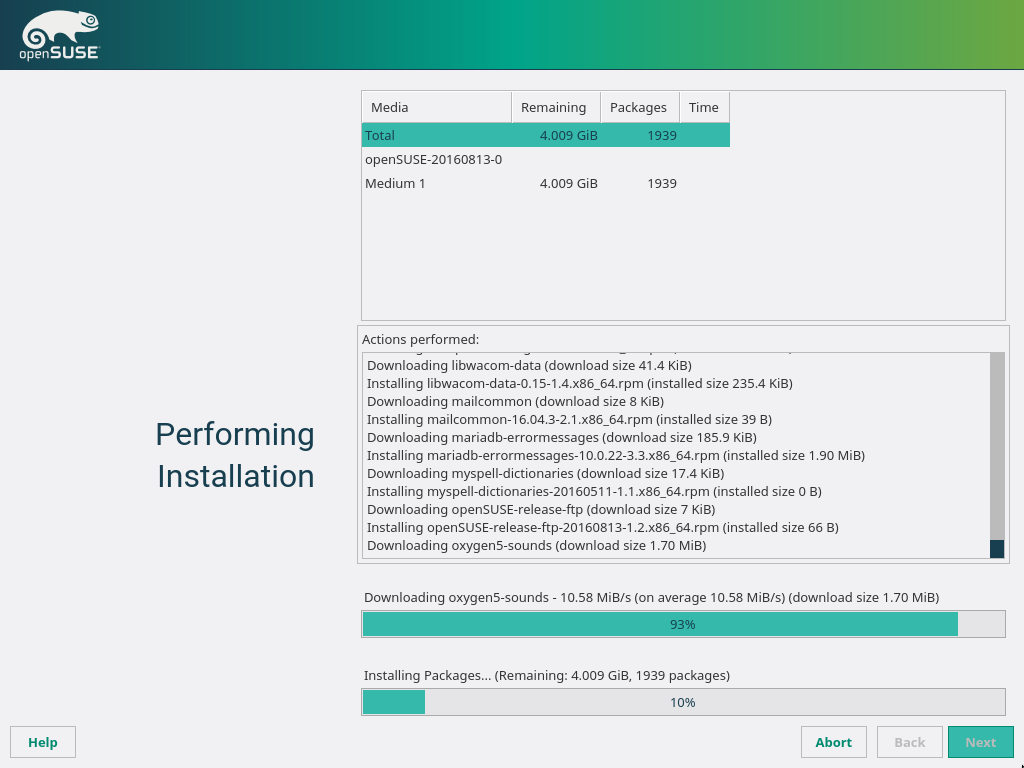 openSUSE
Media Remaining Packages Time
Total 4.009 GiB 1939
openSUSE-20160813-0
Medium 1 4.009 GiB 1939
Actions performed:
Downloading libwacom-data (download size 41.4 KiB)
Installing libwacom-data-0.15-1.4.x86_64.rpm (installed size 235.4 KiB)
Downloading mailcommon (download size 8 KiB)
Installing mailcommon-16.04.3-2.1.x86_64.rpm (installed size 39 B)
Downloading mariadb-errormessages (download size 185.9 KiB)
Installing mariadb-errormessages-10.0.22-3.3.x86_64.rpm (installed size 1.90 MiB)
Downloading myspell-dictionaries (download size 17.4 KiB)
Installing myspell-dictionaries-20160511-1.1.x86_64.rpm (installed size 0 B)
Downloading openSUSE-release-ftp (download size 7 KiB)
Installing openSUSE-release-ftp-20160813-1.2.x86_64.rpm (installed size 66 B)
Downloading oxygen5-sounds (download size 1.70 MiB)
Performing
Installation
Downloading oxygen5-sounds - 10.58 MiB/s (on average 10.58 MiB/s) (download size 1.70 MiB)
93%
Installing Packages... (Remaining: 4.009 GiB, 1939 packages)
10%
Help Abort Back Next